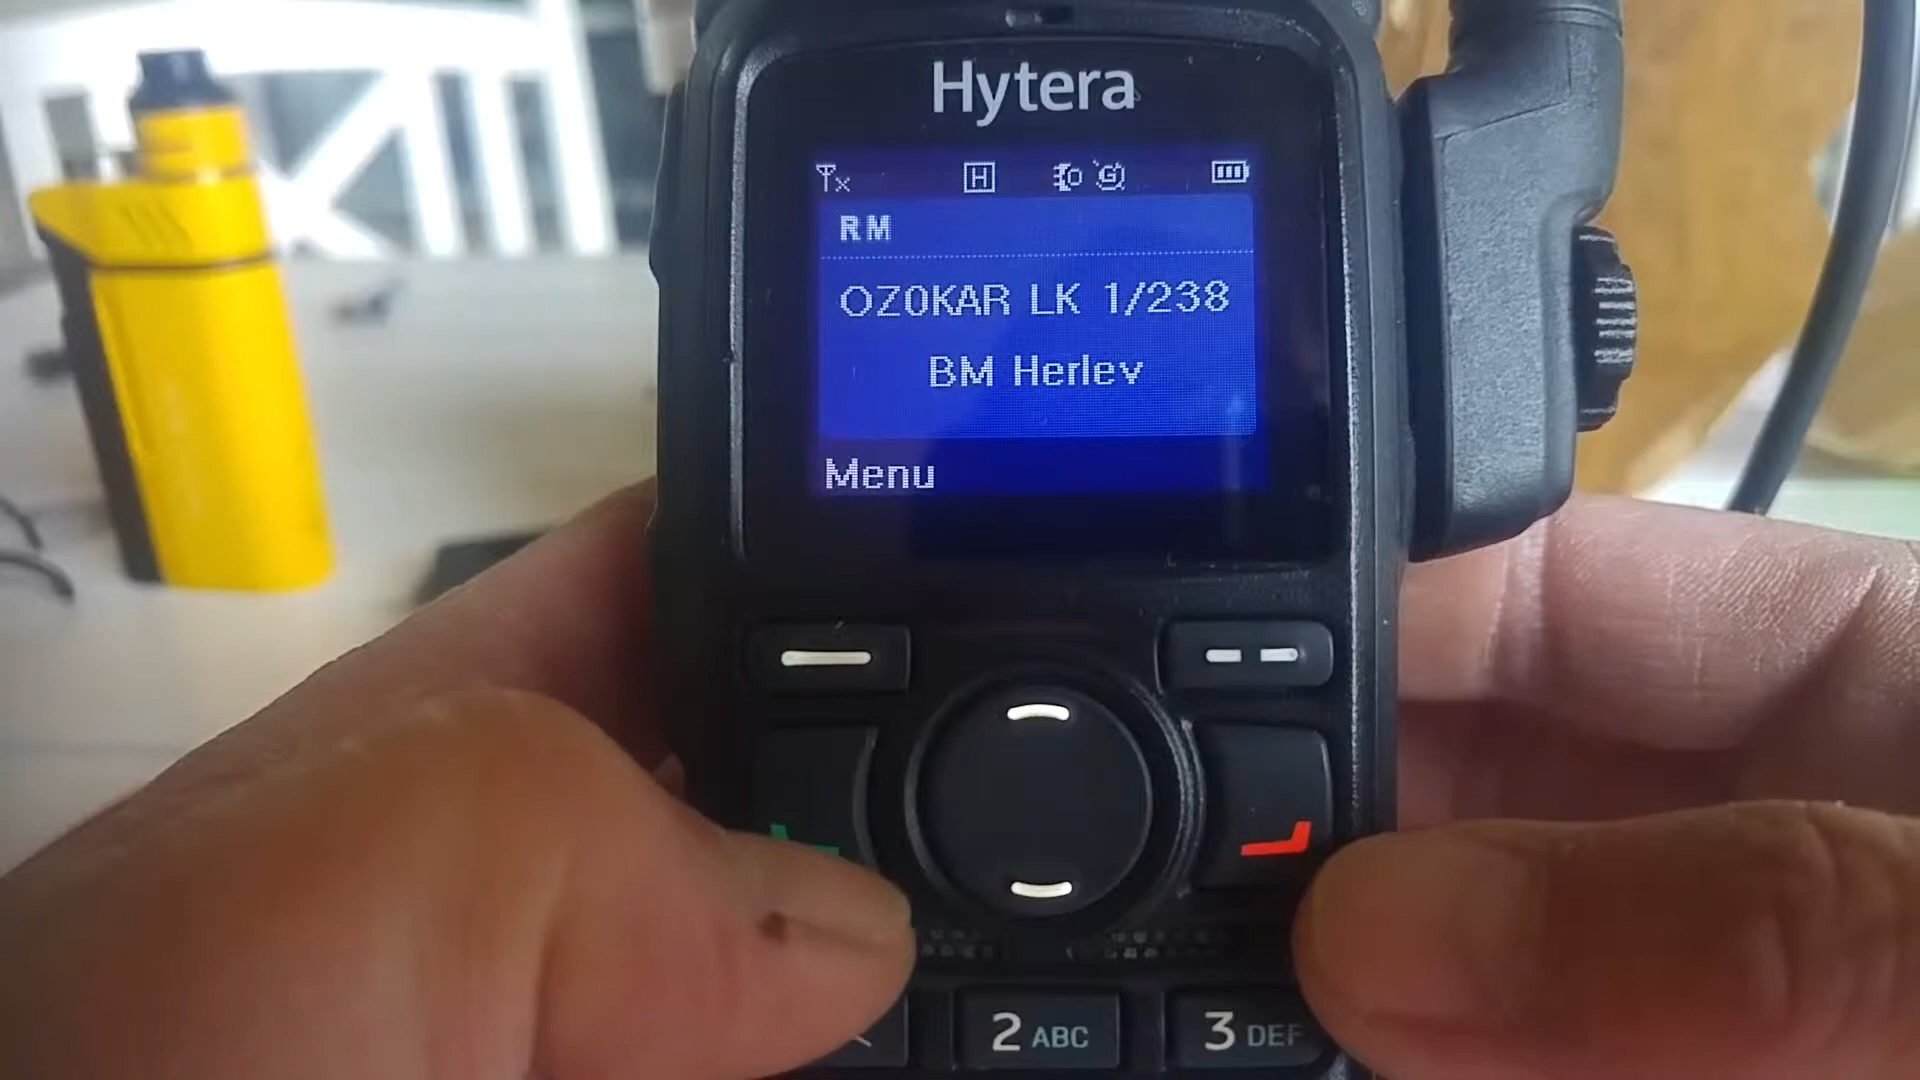 Hytera
H
G
RM
OZ0KAR LK 1/238
BM Herlev
Menu
2 ABC
3 DEF